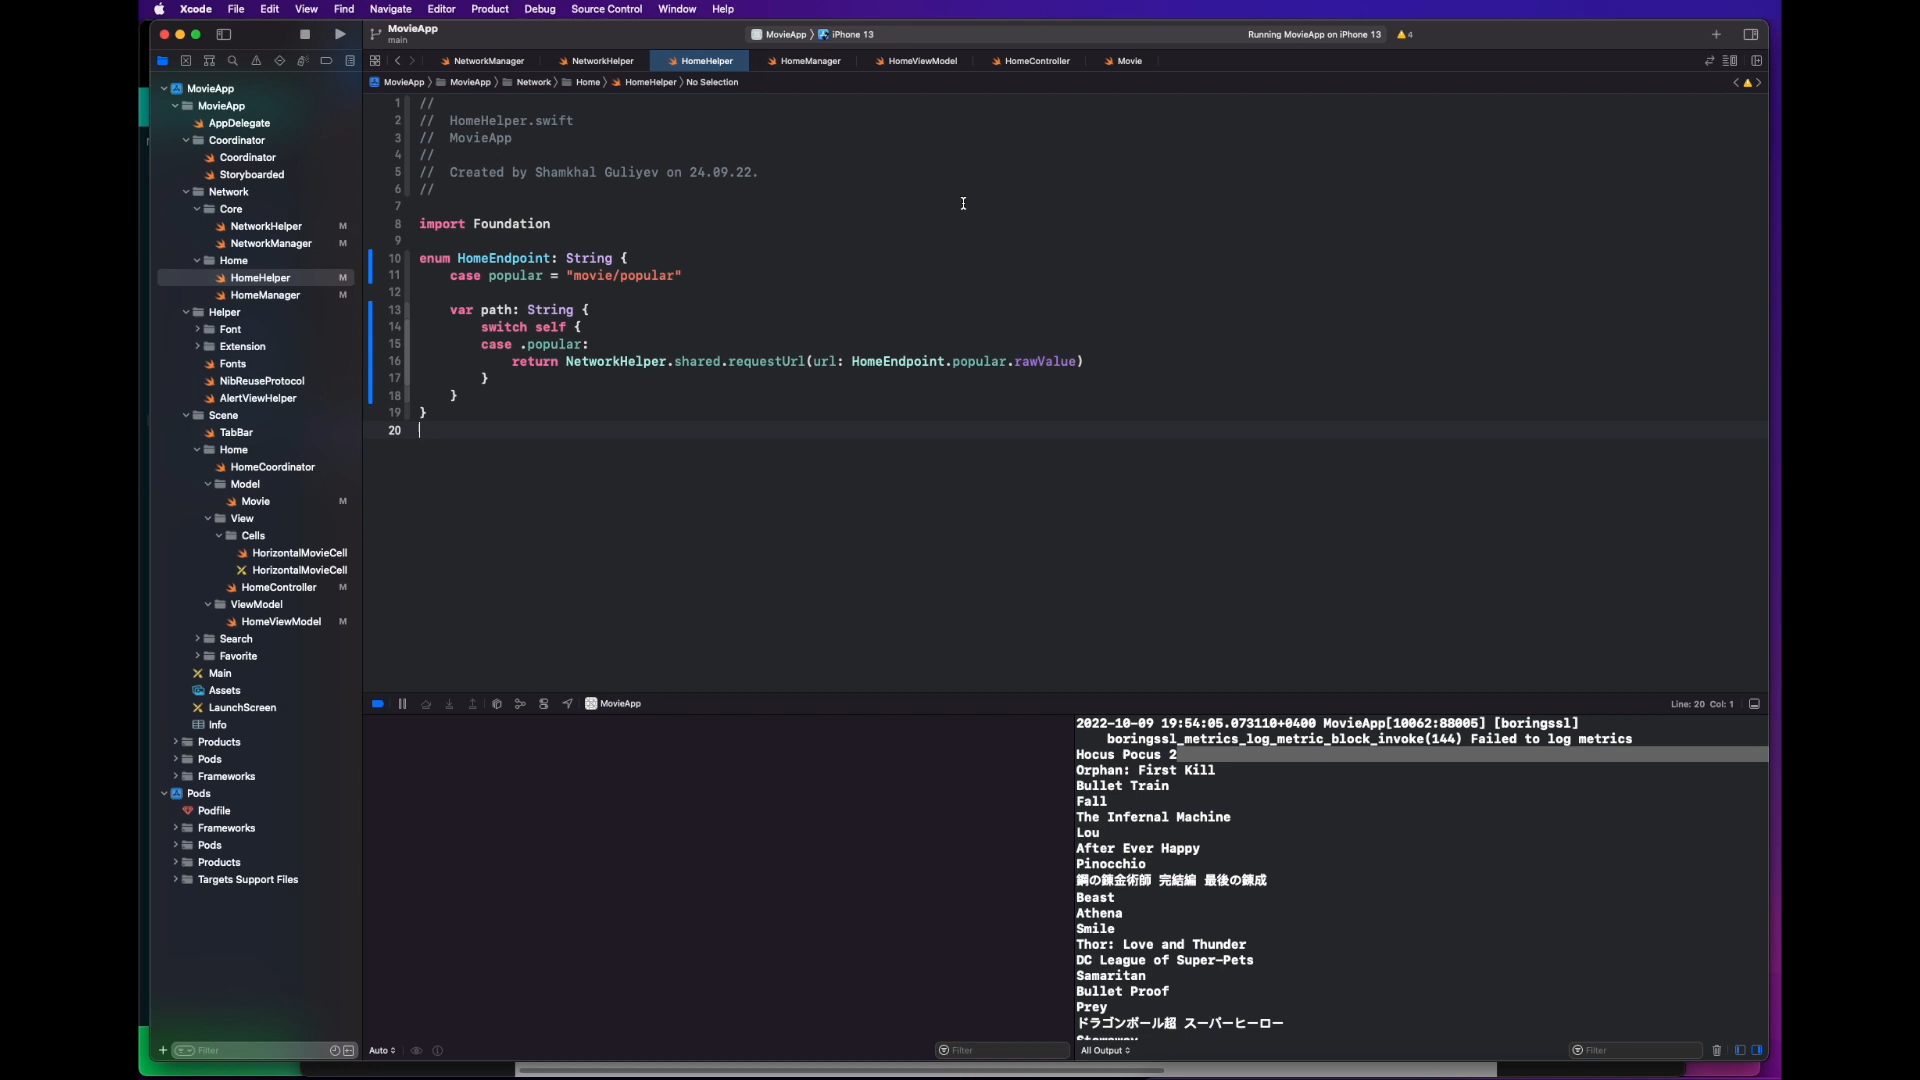 Xcode File Edit View Find Navigate Editor Product Debug Source Control Window Help
MovieApp
main
MovieApp iPhone 13
Running MovieApp on iPhone 13
4
NetworkManager NetworkHelper HomeHelper HomeManager HomeViewModel HomeController Movie
MovieApp MovieApp Network Home HomeHelper No Selection
MovieApp
MovieApp
AppDelegate
Coordinator
Coordinator
Storyboarded
Network
Core
NetworkHelper M
NetworkManager M
Home
HomeHelper M
HomeManager M
Helper
Font
Extension
Fonts
NibReuseProtocol
AlertViewHelper
Scene
TabBar
Home
HomeCoordinator
Model
Movie M
View
Cells
HorizontalMovieCell
HorizontalMovieCell
HomeController M
ViewModel
HomeViewModel M
Search
Favorite
Main
Assets
LaunchScreen
Info
Products
Pods
Frameworks
Pods
Podfile
Frameworks
Pods
Products
Targets Support Files
Filter
1 //
2 // HomeHelper.swift
3 // MovieApp
4 //
5 // Created by Shamkhal Guliyev on 24.09.22.
6 //
7
8 import Foundation
9
10 enum HomeEndpoint: String {
11 case popular = "movie/popular"
12
13 var path: String {
14 switch self {
15 case .popular:
16 return NetworkHelper.shared.requestUrl(url: HomeEndpoint.popular.rawValue)
17 }
18 }
19 }
20
MovieApp
Line: 20 Col: 1
2022-10-09 19:54:05.073110+0400 MovieApp[10062:88005] [boringssl]
boringssl_metrics_log_metric_block_invoke(144) Failed to log metrics
Hocus Pocus 2
Orphan: First Kill
Bullet Train
Fall
The Infernal Machine
Lou
After Ever Happy
Pinocchio
鋼の錬金術師 完結編 最後の錬成
Beast
Athena
Smile
Thor: Love and Thunder
DC League of Super-Pets
Samaritan
Bullet Proof
Prey
ドラゴンボール超 スーパーヒーロー
Auto
Filter
All Output
Filter